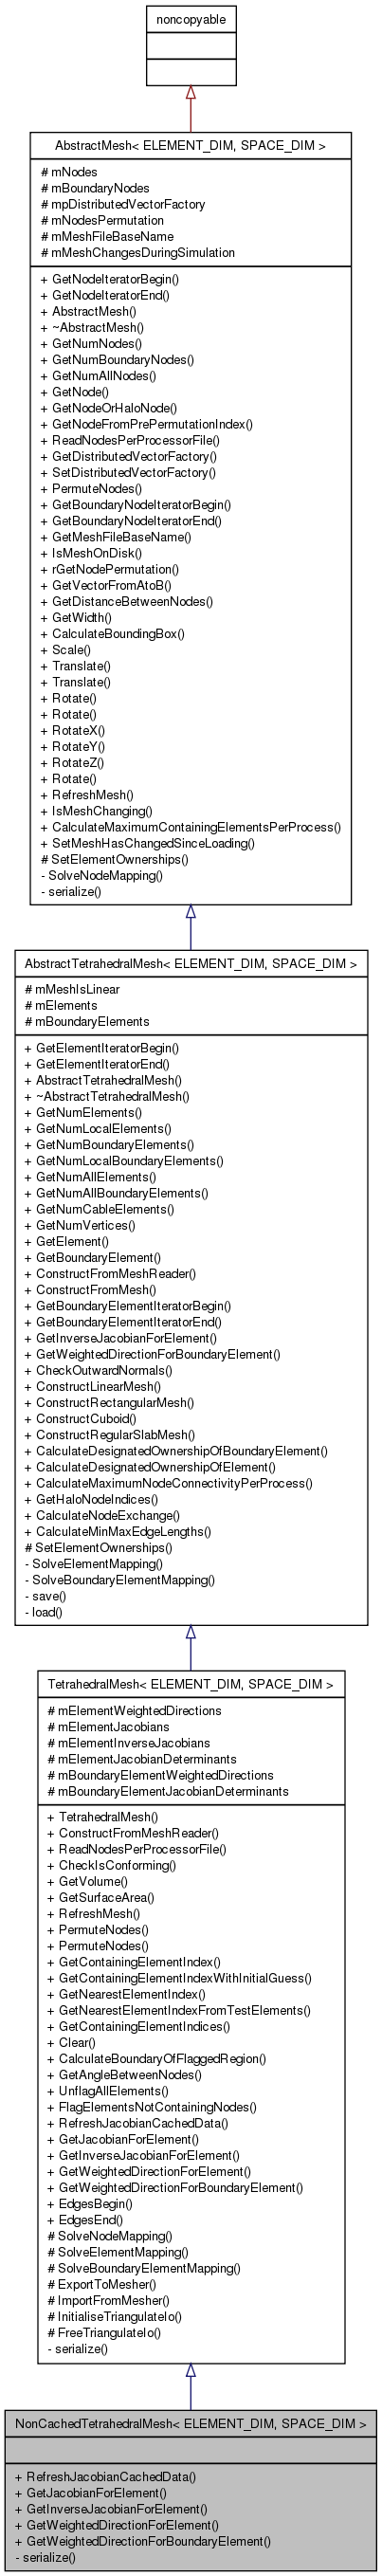 noncopyable
AbstractMesh< ELEMENT_DIM, SPACE_DIM >
# mNodes
# mBoundaryNodes
# mpDistributedVectorFactory
# mNodesPermutation
# mMeshFileBaseName
# mMeshChangesDuringSimulation
+ GetNodeIteratorBegin()
+ GetNodeIteratorEnd()
+ AbstractMesh()
+ ~AbstractMesh()
+ GetNumNodes()
+ GetNumBoundaryNodes()
+ GetNumAllNodes()
+ GetNode()
+ GetNodeOrHaloNode()
+ GetNodeFromPrePermutationIndex()
+ ReadNodesPerProcessorFile()
+ GetDistributedVectorFactory()
+ SetDistributedVectorFactory()
+ PermuteNodes()
+ GetBoundaryNodeIteratorBegin()
+ GetBoundaryNodeIteratorEnd()
+ GetMeshFileBaseName()
+ IsMeshOnDisk()
+ rGetNodePermutation()
+ GetVectorFromAtoB()
+ GetDistanceBetweenNodes()
+ GetWidth()
+ CalculateBoundingBox()
+ Scale()
+ Translate()
+ Translate()
+ Rotate()
+ Rotate()
+ RotateX()
+ RotateY()
+ RotateZ()
+ Rotate()
+ RefreshMesh()
+ IsMeshChanging()
+ CalculateMaximumContainingElementsPerProcess()
+ SetMeshHasChangedSinceLoading()
# SetElementOwnerships()
- SolveNodeMapping()
- serialize()
AbstractTetrahedralMesh< ELEMENT_DIM, SPACE_DIM >
# mMeshIsLinear
# mElements
# mBoundaryElements
+ GetElementIteratorBegin()
+ GetElementIteratorEnd()
+ AbstractTetrahedralMesh()
+ ~AbstractTetrahedralMesh()
+ GetNumElements()
+ GetNumLocalElements()
+ GetNumBoundaryElements()
+ GetNumLocalBoundaryElements()
+ GetNumAllElements()
+ GetNumAllBoundaryElements()
+ GetNumCableElements()
+ GetNumVertices()
+ GetElement()
+ GetBoundaryElement()
+ ConstructFromMeshReader()
+ ConstructFromMesh()
+ GetBoundaryElementIteratorBegin()
+ GetBoundaryElementIteratorEnd()
+ GetInverseJacobianForElement()
+ GetWeightedDirectionForBoundaryElement()
+ CheckOutwardNormals()
+ ConstructLinearMesh()
+ ConstructRectangularMesh()
+ ConstructCuboid()
+ ConstructRegularSlabMesh()
+ CalculateDesignatedOwnershipOfBoundaryElement()
+ CalculateDesignatedOwnershipOfElement()
+ CalculateMaximumNodeConnectivityPerProcess()
+ GetHaloNodeIndices()
+ CalculateNodeExchange()
+ CalculateMinMaxEdgeLengths()
# SetElementOwnerships()
- SolveElementMapping()
- SolveBoundaryElementMapping()
- save()
- load()
TetrahedralMesh< ELEMENT_DIM, SPACE_DIM >
# mElementWeightedDirections
# mElementJacobians
# mElementInverseJacobians
# mElementJacobianDeterminants
# mBoundaryElementWeightedDirections
# mBoundaryElementJacobianDeterminants
+ TetrahedralMesh()
+ ConstructFromMeshReader()
+ ReadNodesPerProcessorFile()
+ CheckIsConforming()
+ GetVolume()
+ GetSurfaceArea()
+ RefreshMesh()
+ PermuteNodes()
+ PermuteNodes()
+ GetContainingElementIndex()
+ GetContainingElementIndexWithInitialGuess()
+ GetNearestElementIndex()
+ GetNearestElementIndexFromTestElements()
+ GetContainingElementIndices()
+ Clear()
+ CalculateBoundaryOfFlaggedRegion()
+ GetAngleBetweenNodes()
+ UnflagAllElements()
+ FlagElementsNotContainingNodes()
+ RefreshJacobianCachedData()
+ GetJacobianForElement()
+ GetInverseJacobianForElement()
+ GetWeightedDirectionForElement()
+ GetWeightedDirectionForBoundaryElement()
+ EdgesBegin()
+ EdgesEnd()
# SolveNodeMapping()
# SolveElementMapping()
# SolveBoundaryElementMapping()
# ExportToMesher()
# ImportFromMesher()
# InitialiseTriangulateIo()
# FreeTriangulateIo()
- serialize()
NonCachedTetrahedralMesh< ELEMENT_DIM, SPACE_DIM >
+ RefreshJacobianCachedData()
+ GetJacobianForElement()
+ GetInverseJacobianForElement()
+ GetWeightedDirectionForElement()
+ GetWeightedDirectionForBoundaryElement()
- serialize()